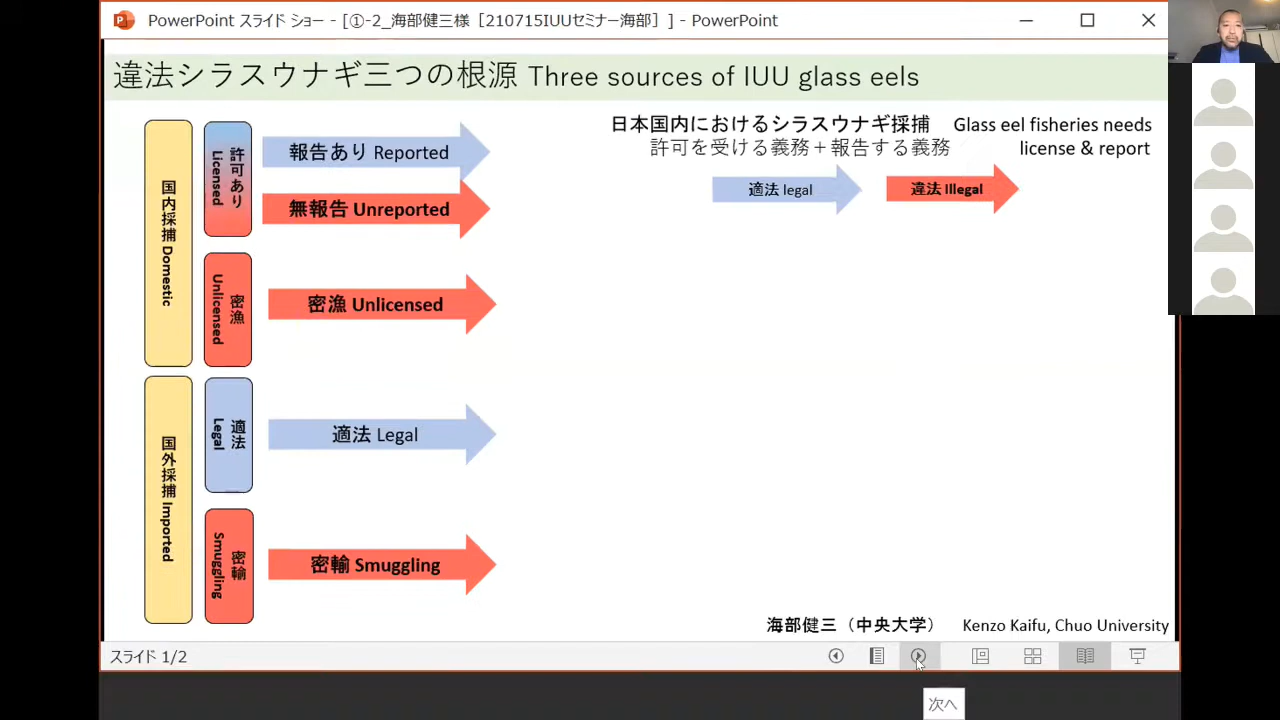 PowerPoint スライド ショー - [①-2_海部健三様［210715IUUセミナー海部］] - PowerPoint
違法シラスウナギ三つの根源 Three sources of IUU glass eels
日本国内におけるシラスウナギ採捕 Glass eel fisheries needs
許可を受ける義務＋報告する義務 license & report
適法 legal
違法 Illegal
国内採捕 Domestic
許可あり
Licensed
報告あり Reported
無報告 Unreported
密漁
Unlicensed
密漁 Unlicensed
国外採捕 Imported
適法
Legal
適法 Legal
密輸
Smuggling
密輸 Smuggling
海部健三（中央大学） Kenzo Kaifu, Chuo University
スライド 1/2
次へ